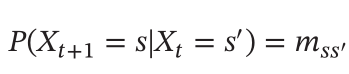 P(X_{t+1} = s|X_t = s′) = m_{ss′}